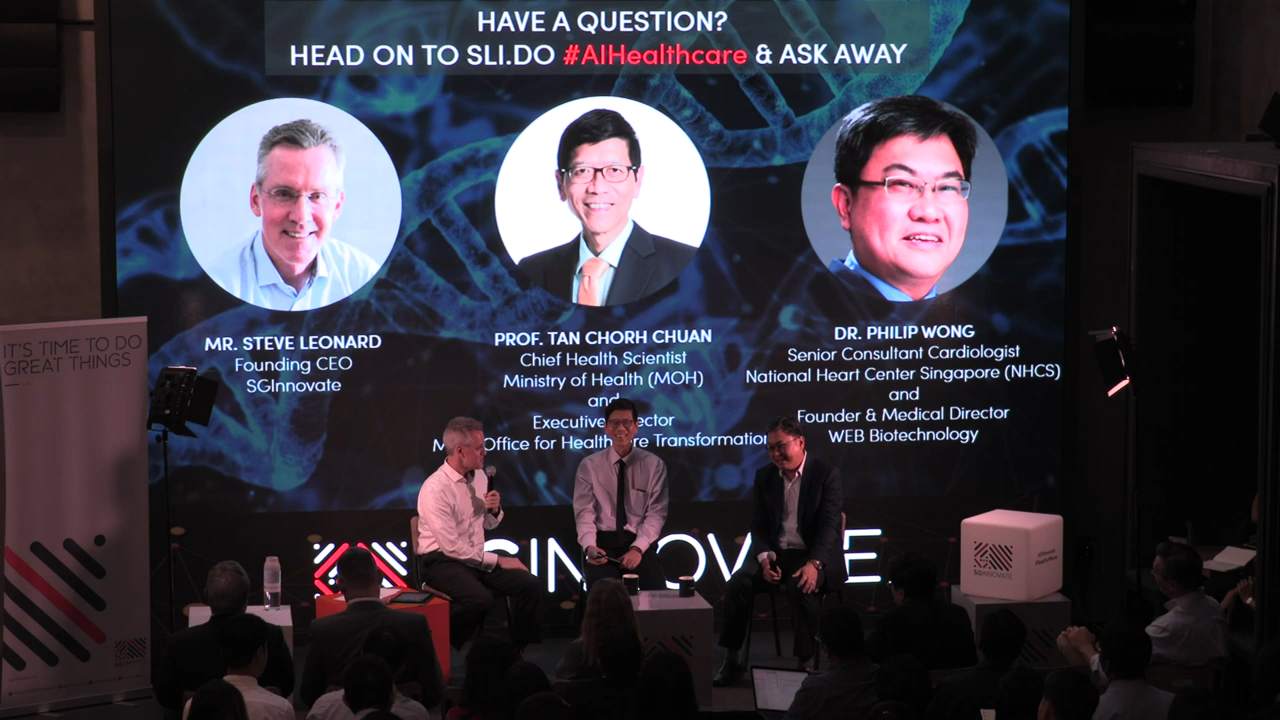 HAVE A QUESTION?
HEAD ON TO SLI.DO #AIHealthcare & ASK AWAY
MR. STEVE LEONARD
Founding CEO
SGInnovate
PROF. TAN CHORH CHUAN
Chief Health Scientist
Ministry of Health (MOH)
and
Executive
Office for Healthcare Transformation
DR. PHILIP WONG
Senior Consultant Cardiologist
National Heart Center Singapore (NHCS)
and
Founder & Medical Director
WEB Biotechnology
IT'S TIME TO DO
GREAT THINGS
SGINNOVATE
SGINNOVATE